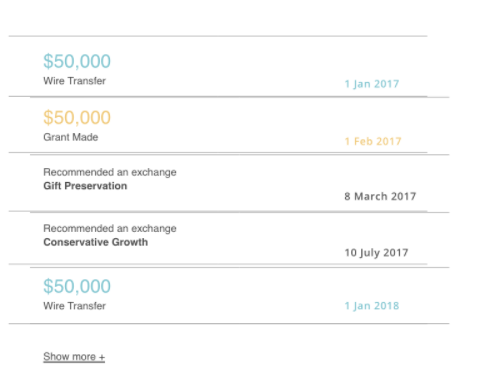 $50,000
Wire Transfer
1 Jan 2017
$50,000
Grant Made
1 Feb 2017
Recommended an exchange
Gift Preservation
8 March 2017
Recommended an exchange
Conservative Growth
10 July 2017
$50,000
Wire Transfer
1 Jan 2018
Show more +